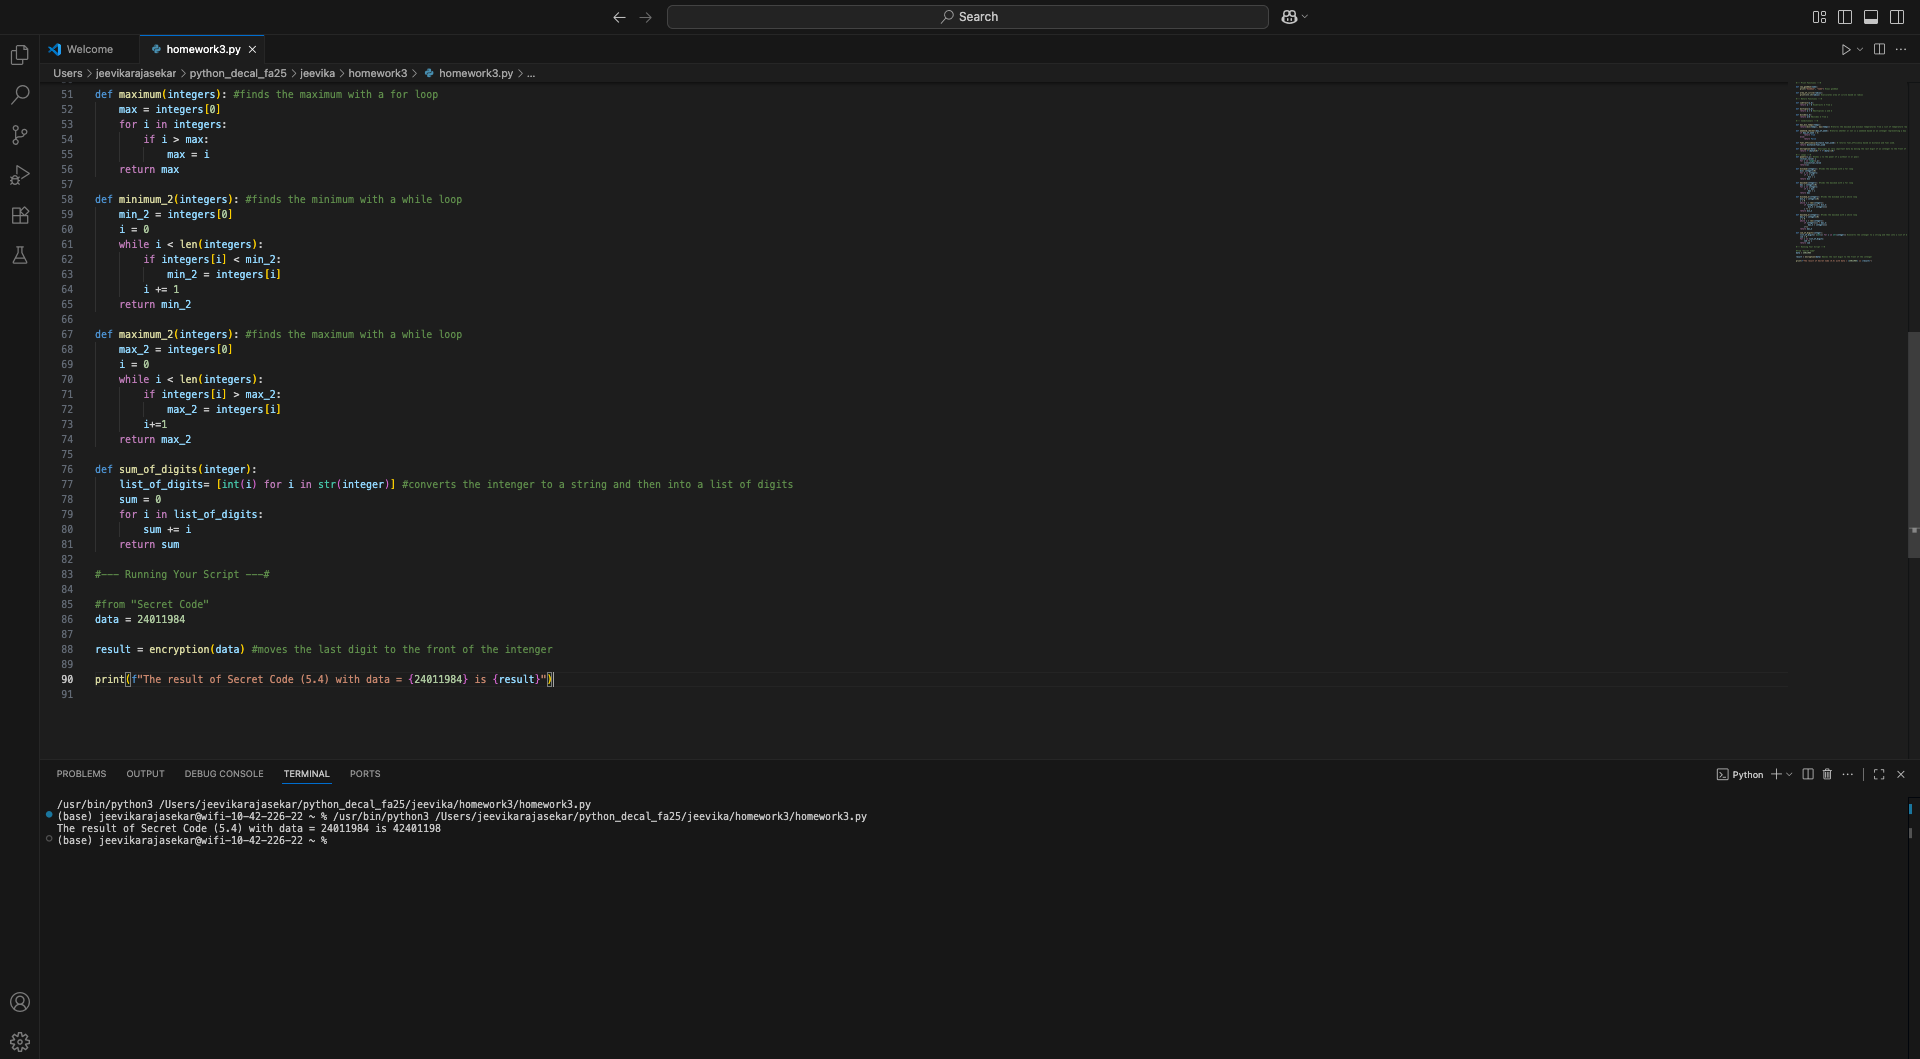 Search
Welcome
homework3.py
Users > jeevikarajasekar > python_decal_fa25 > jeevika > homework3 > homework3.py > ...
51 def maximum(integers): #finds the maximum with a for loop
52 max = integers[0]
53 for i in integers:
54 if i > max:
55 max = i
56 return max
57
58 def minimum_2(integers): #finds the minimum with a while loop
59 min_2 = integers[0]
60 i = 0
61 while i < len(integers):
62 if integers[i] < min_2:
63 min_2 = integers[i]
64 i += 1
65 return min_2
66
67 def maximum_2(integers): #finds the maximum with a while loop
68 max_2 = integers[0]
69 i = 0
70 while i < len(integers):
71 if integers[i] > max_2:
72 max_2 = integers[i]
73 i+=1
74 return max_2
75
76 def sum_of_digits(integer):
77 list_of_digits= [int(i) for i in str(integer)] #converts the intenger to a string and then into a list of digits
78 sum = 0
79 for i in list_of_digits:
80 sum += i
81 return sum
82
83 #--- Running Your Script ---#
84
85 #from "Secret Code"
86 data = 24011984
87
88 result = encryption(data) #moves the last digit to the front of the intenger
89
90 print(f"The result of Secret Code (5.4) with data = {24011984} is {result}")
91
PROBLEMS OUTPUT DEBUG CONSOLE TERMINAL PORTS
Python
/usr/bin/python3 /Users/jeevikarajasekar/python_decal_fa25/jeevika/homework3/homework3.py
(base) jeevikarajasekar@wifi-10-42-226-22 ~ % /usr/bin/python3 /Users/jeevikarajasekar/python_decal_fa25/jeevika/homework3/homework3.py
The result of Secret Code (5.4) with data = 24011984 is 42401198
(base) jeevikarajasekar@wifi-10-42-226-22 ~ %